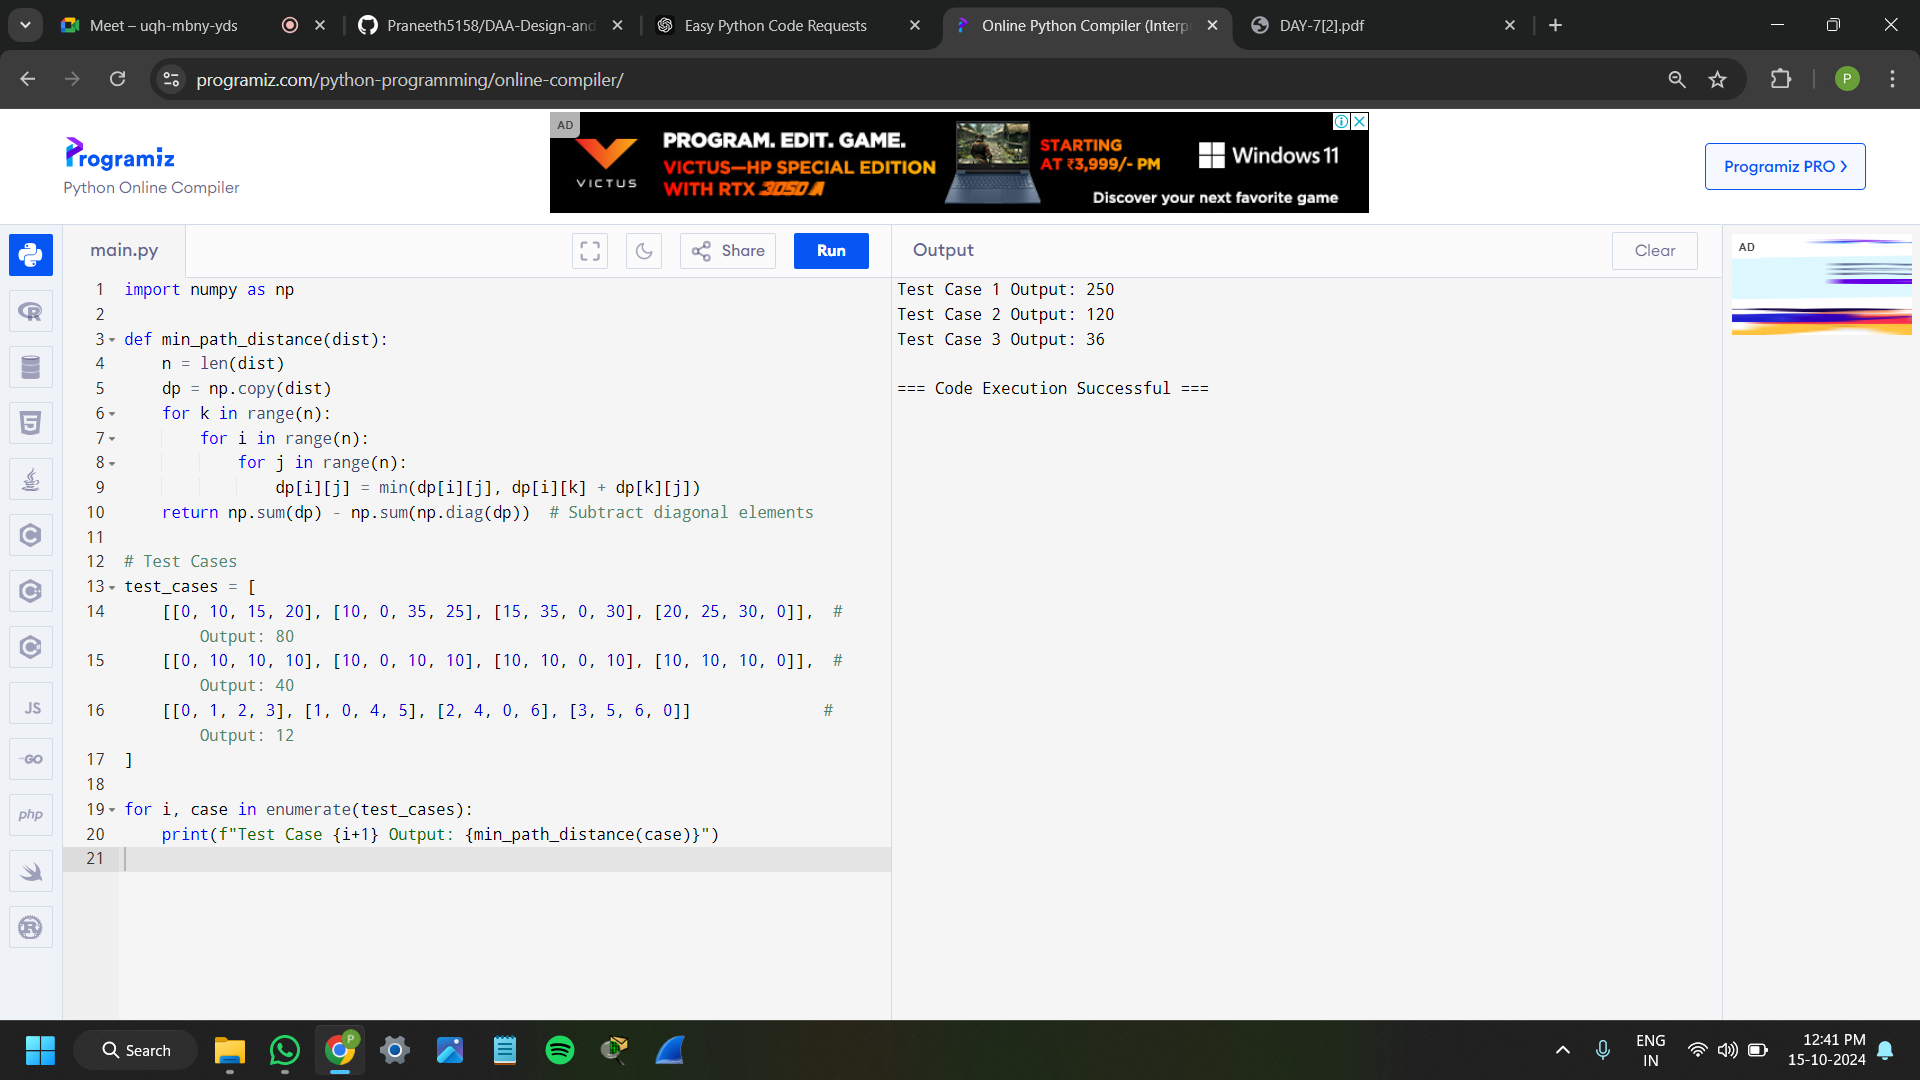 Meet – uqh-mbny-yds
Praneeth5158/DAA-Design-and
Easy Python Code Requests
Online Python Compiler (Interp
DAY-7[2].pdf
programiz.com/python-programming/online-compiler/
P
Programiz
Python Online Compiler
AD
VICTUS
PROGRAM. EDIT. GAME.
VICTUS—HP SPECIAL EDITION
WITH RTX 3050 A
STARTING
AT ₹3,999/- PM
Windows 11
Discover your next favorite game
Programiz PRO >
main.py
Share
Run
Output
Clear
AD
1 import numpy as np
2
3 def min_path_distance(dist):
4 n = len(dist)
5 dp = np.copy(dist)
6 for k in range(n):
7 for i in range(n):
8 for j in range(n):
9 dp[i][j] = min(dp[i][j], dp[i][k] + dp[k][j])
10 return np.sum(dp) - np.sum(np.diag(dp))  # Subtract diagonal elements
11
12 # Test Cases
13 test_cases = [
14 [[0, 10, 15, 20], [10, 0, 35, 25], [15, 35, 0, 30], [20, 25, 30, 0]],  #
Output: 80
15 [[0, 10, 10, 10], [10, 0, 10, 10], [10, 10, 0, 10], [10, 10, 10, 0]],  #
Output: 40
16 [[0, 1, 2, 3], [1, 0, 4, 5], [2, 4, 0, 6], [3, 5, 6, 0]]  #
Output: 12
17 ]
18
19 for i, case in enumerate(test_cases):
20 print(f"Test Case {i+1} Output: {min_path_distance(case)}")
21
Test Case 1 Output: 250
Test Case 2 Output: 120
Test Case 3 Output: 36
=== Code Execution Successful ===
JS
GO
php
Search
P
ENG
IN
12:41 PM
15-10-2024